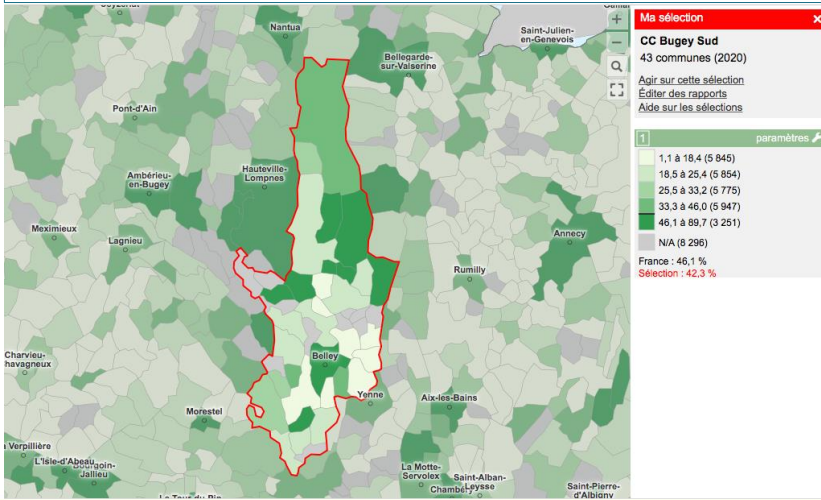 Nantua
Bellegarde-
sur-Valserine
Saint-Julien-
en-Genevois
Pont-d'Ain
Ambérieu-
en-Bugey
Hauteville-
Lompnes
Meximieux
Lagnieu
Annecy
Rumilly
Charvieu-
Belley
Yenne
Aix-les-Bains
Morestel
Verpillière
L'Isle-d'Abeau
Bourgoin-
Jallieu
La Motte-
Servolex
Saint-Alban-
Leysse
Saint-Pierre-
d'Albigny
+
−
Ma sélection
×
CC Bugey Sud
43 communes (2020)
Agir sur cette sélection
Éditer des rapports
Aide sur les sélections
1 paramètres
1,1 à 18,4 (5 845)
18,5 à 25,4 (5 854)
25,5 à 33,2 (5 775)
33,3 à 46,0 (5 947)
46,1 à 89,7 (3 251)
N/A (8 296)
France : 46,1 %
Sélection : 42,3 %